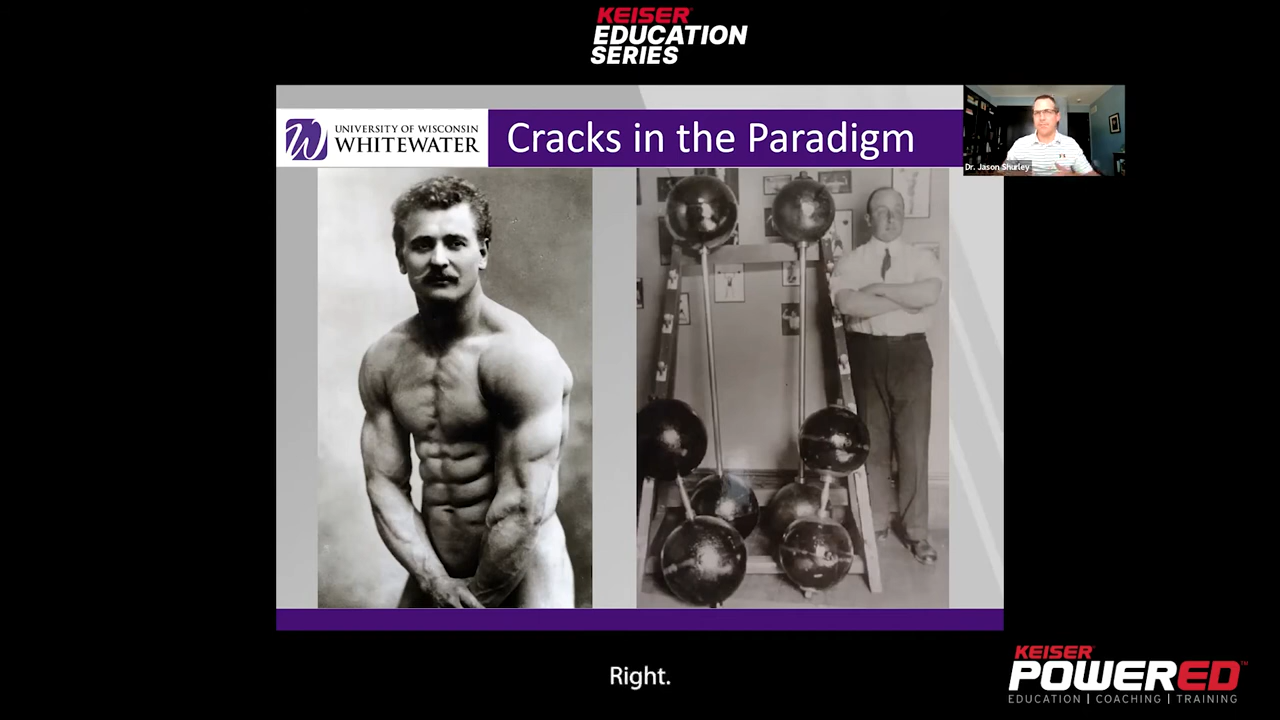 KEISER
EDUCATION
SERIES
UNIVERSITY OF WISCONSIN
WHITEWATER
Cracks in the Paradigm
Dr. Jason Shurley
Right.
KEISER
POWERED™
EDUCATION | COACHING | TRAINING